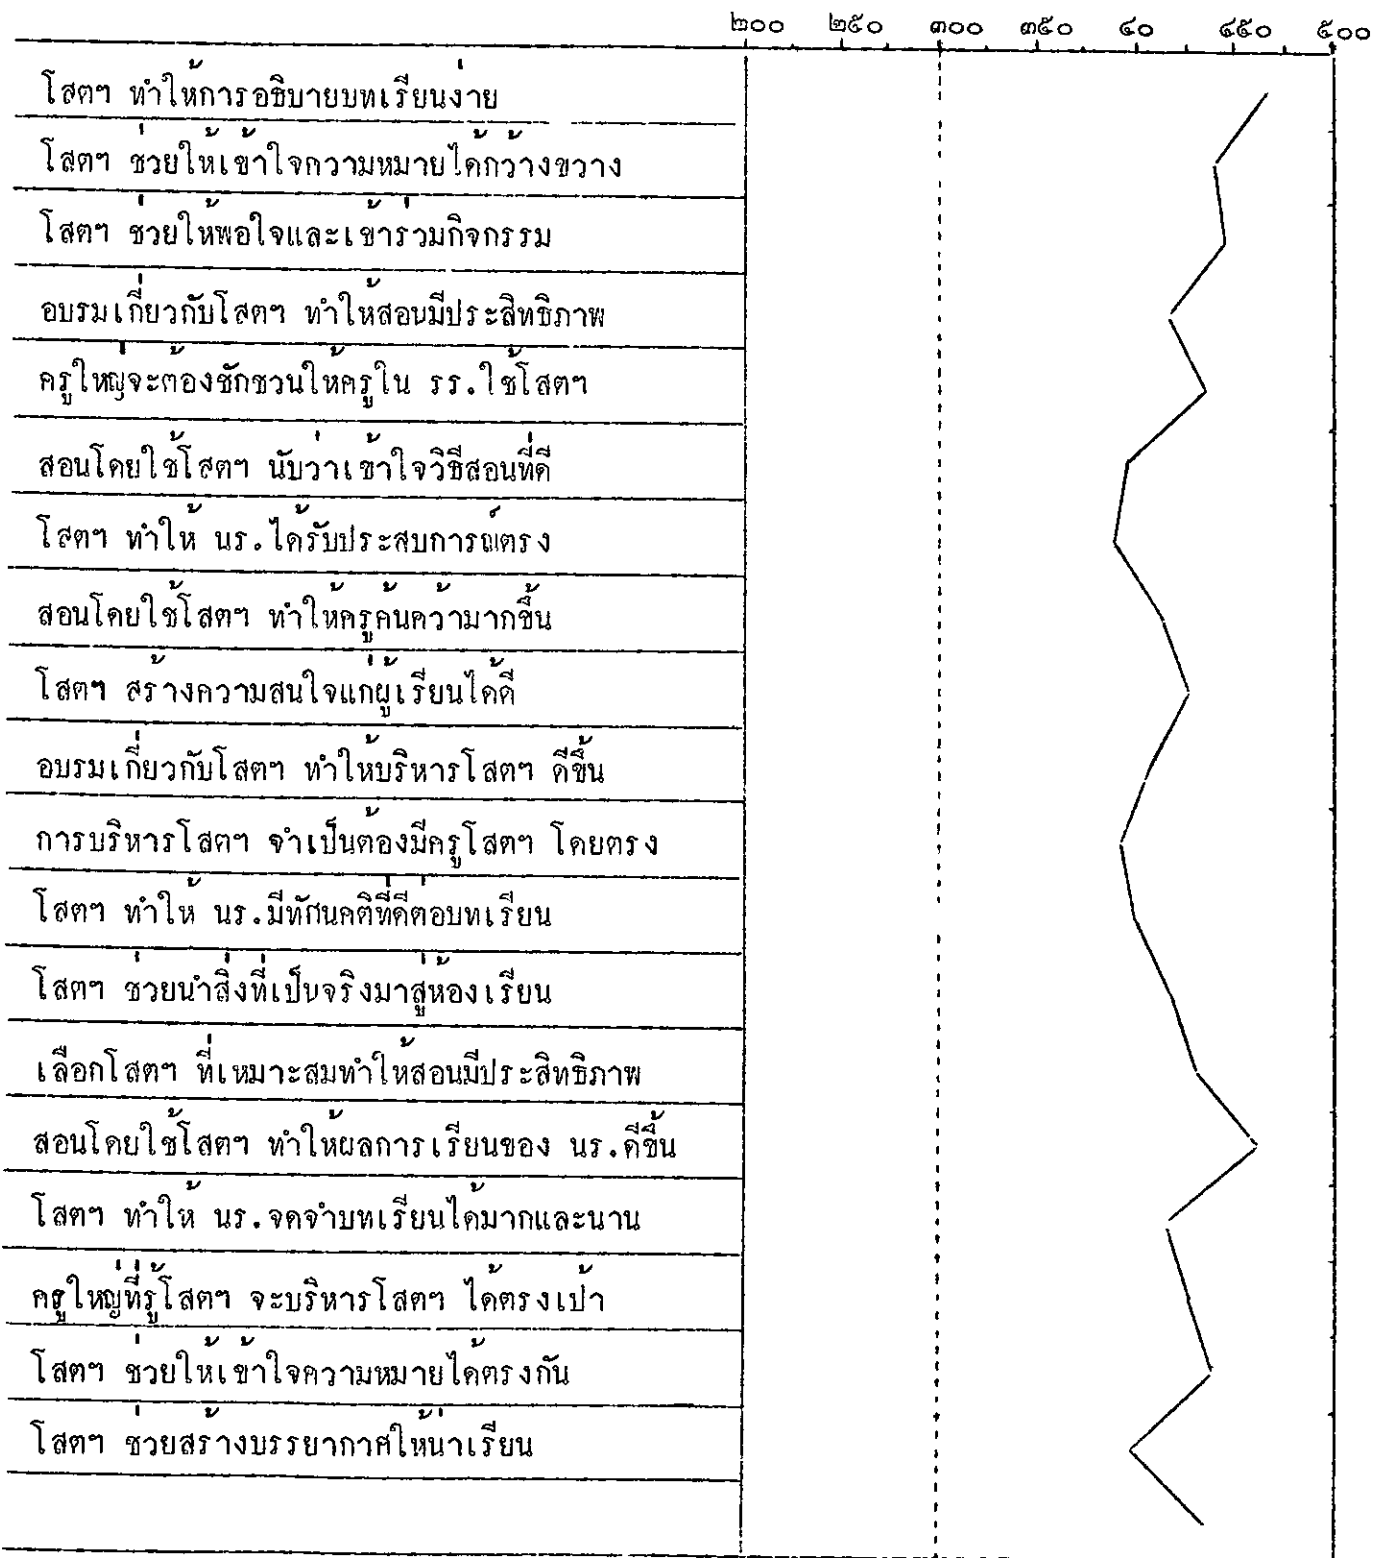 ๒๐๐ ๒๕๐ ๓๐๐ ๓๕๐ ๔๐ ๔๕๐ ๕๐๐
โสตฯ ทำให้การอธิบายบทเรียนง่าย
โสตฯ ช่วยให้เข้าใจความหมายได้กว้างขวาง
โสตฯ ช่วยให้พอใจและเข้าร่วมกิจกรรม
อบรมเกี่ยวกับโสตฯ ทำให้สอนมีประสิทธิภาพ
ครูใหญ่จะต้องชักชวนให้ครูใน รร.ใช้โสตฯ
สอนโดยใช้โสตฯ นับว่าเข้าใจวิธีสอนที่ดี
โสตฯ ทำให้ นร.ได้รับประสบการณ์ตรง
สอนโดยใช้โสตฯ ทำให้ครูค้นคว้ามากขึ้น
โสตฯ สร้างความสนใจแก่ผู้เรียนได้ดี
อบรมเกี่ยวกับโสตฯ ทำให้บริหารโสตฯ ดีขึ้น
การบริหารโสตฯ จำเป็นต้องมีครูโสตฯ โดยตรง
โสตฯ ทำให้ นร.มีทัศนคติที่ดีต่อบทเรียน
โสตฯ ช่วยนำสิ่งที่เป็นจริงมาสู่ห้องเรียน
เลือกโสตฯ ที่เหมาะสมทำให้สอนมีประสิทธิภาพ
สอนโดยใช้โสตฯ ทำให้ผลการเรียนของ นร.ดีขึ้น
โสตฯ ทำให้ นร.จดจำบทเรียนได้มากและนาน
ครูใหญ่ที่รู้โสตฯ จะบริหารโสตฯ ได้ตรงเป้า
โสตฯ ช่วยให้เข้าใจความหมายได้ตรงกัน
โสตฯ ช่วยสร้างบรรยากาศให้น่าเรียน